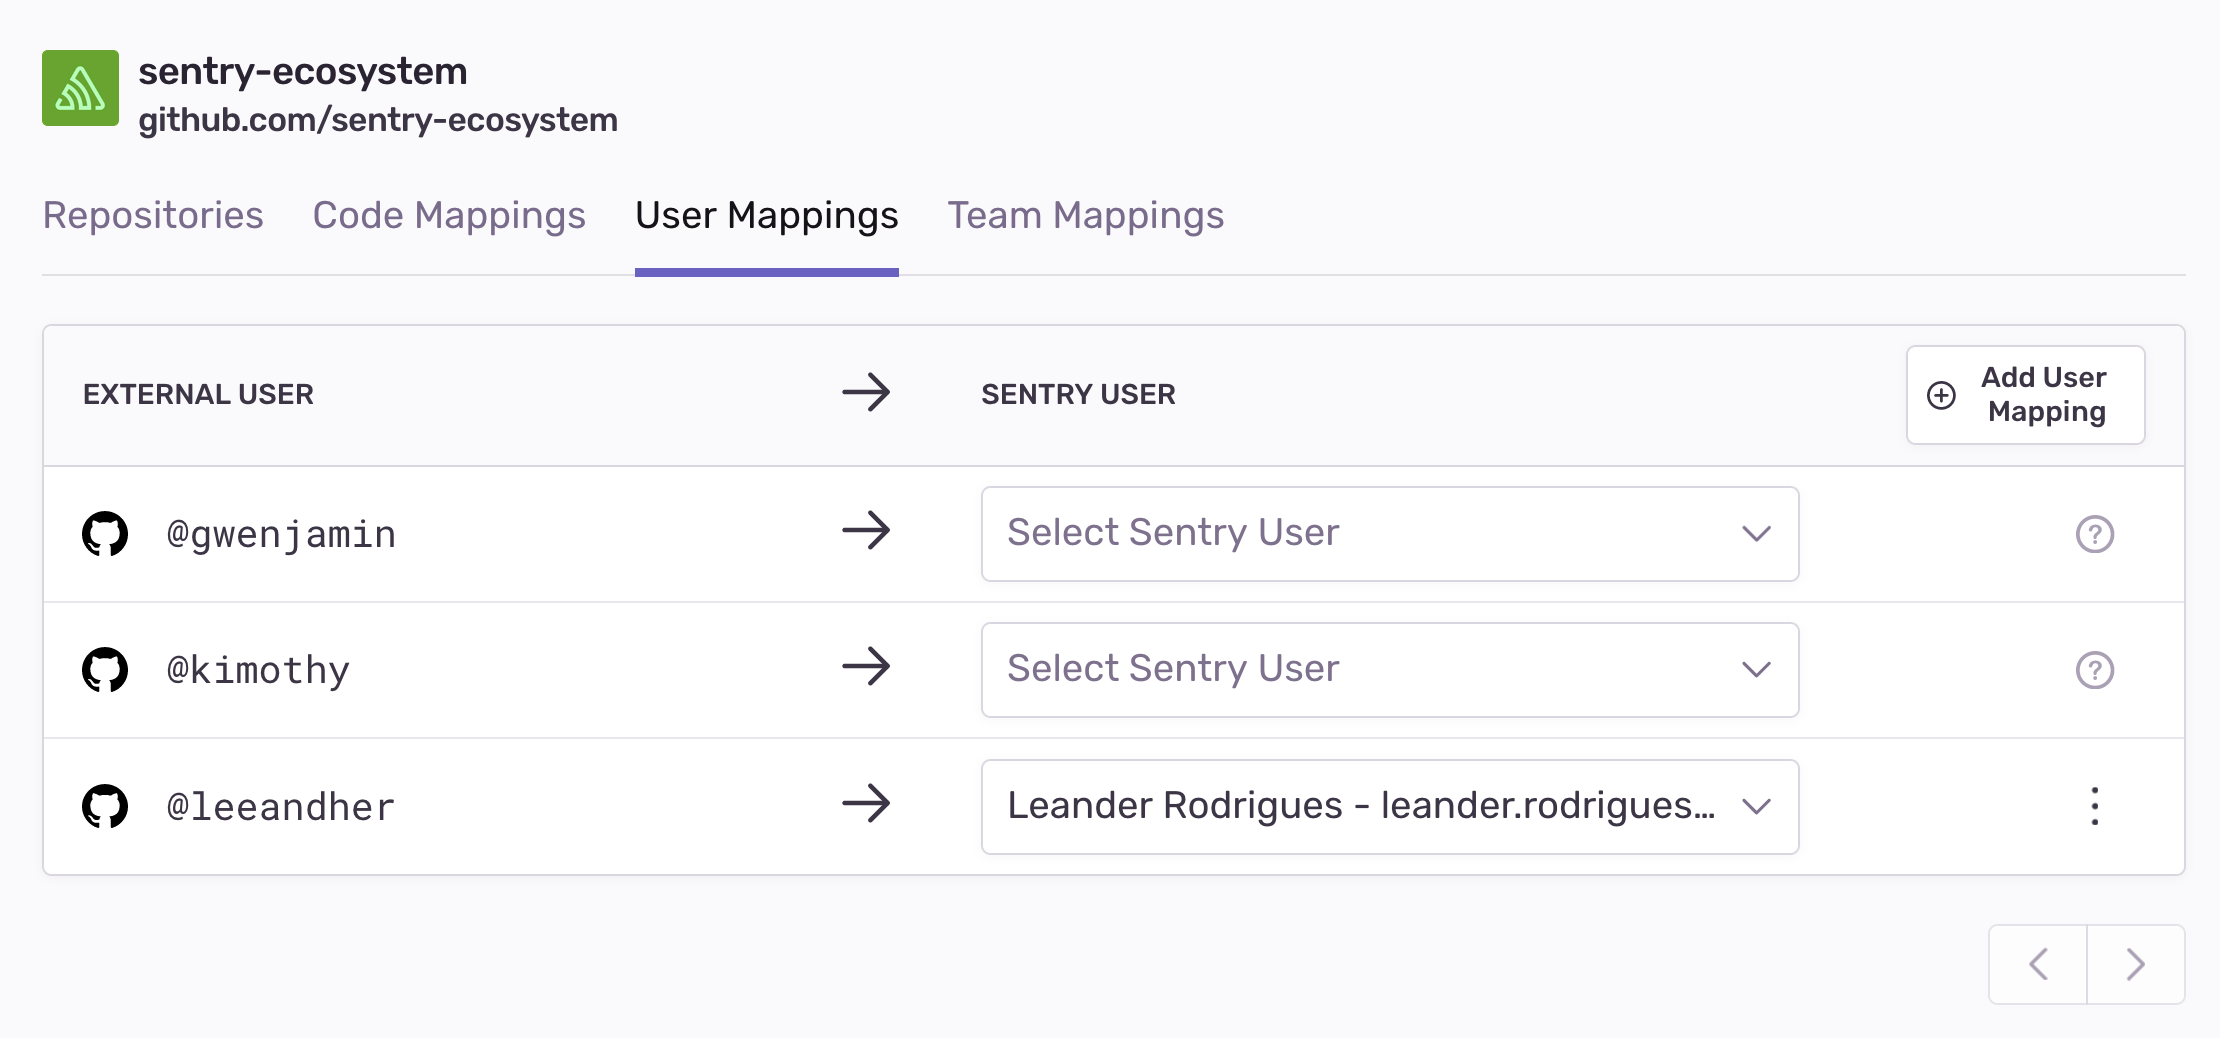 sentry-ecosystem
github.com/sentry-ecosystem
Repositories Code Mappings User Mappings Team Mappings
EXTERNAL USER → SENTRY USER Add User
Mapping
@gwenjamin → Select Sentry User ?
@kimothy → Select Sentry User ?
@leeandher → Leander Rodrigues - leander.rodrigues...